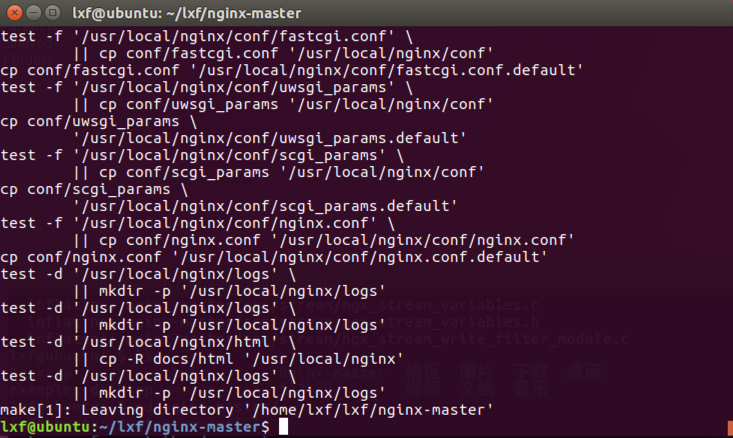 lxf@ubuntu: ~/lxf/nginx-master
test -f '/usr/local/nginx/conf/fastcgi.conf' \
        || cp conf/fastcgi.conf '/usr/local/nginx/conf'
cp conf/fastcgi.conf '/usr/local/nginx/conf/fastcgi.conf.default'
test -f '/usr/local/nginx/conf/uwsgi_params' \
        || cp conf/uwsgi_params '/usr/local/nginx/conf'
cp conf/uwsgi_params \
        '/usr/local/nginx/conf/uwsgi_params.default'
test -f '/usr/local/nginx/conf/scgi_params' \
        || cp conf/scgi_params '/usr/local/nginx/conf'
cp conf/scgi_params \
        '/usr/local/nginx/conf/scgi_params.default'
test -f '/usr/local/nginx/conf/nginx.conf' \
        || cp conf/nginx.conf '/usr/local/nginx/conf/nginx.conf'
cp conf/nginx.conf '/usr/local/nginx/conf/nginx.conf.default'
test -d '/usr/local/nginx/logs' \
        || mkdir -p '/usr/local/nginx/logs'
test -d '/usr/local/nginx/logs' \
        || mkdir -p '/usr/local/nginx/logs'
test -d '/usr/local/nginx/html' \
        || cp -R docs/html '/usr/local/nginx'
test -d '/usr/local/nginx/logs' \
        || mkdir -p '/usr/local/nginx/logs'
make[1]: Leaving directory '/home/lxf/lxf/nginx-master'
lxf@ubuntu:~/lxf/nginx-master$